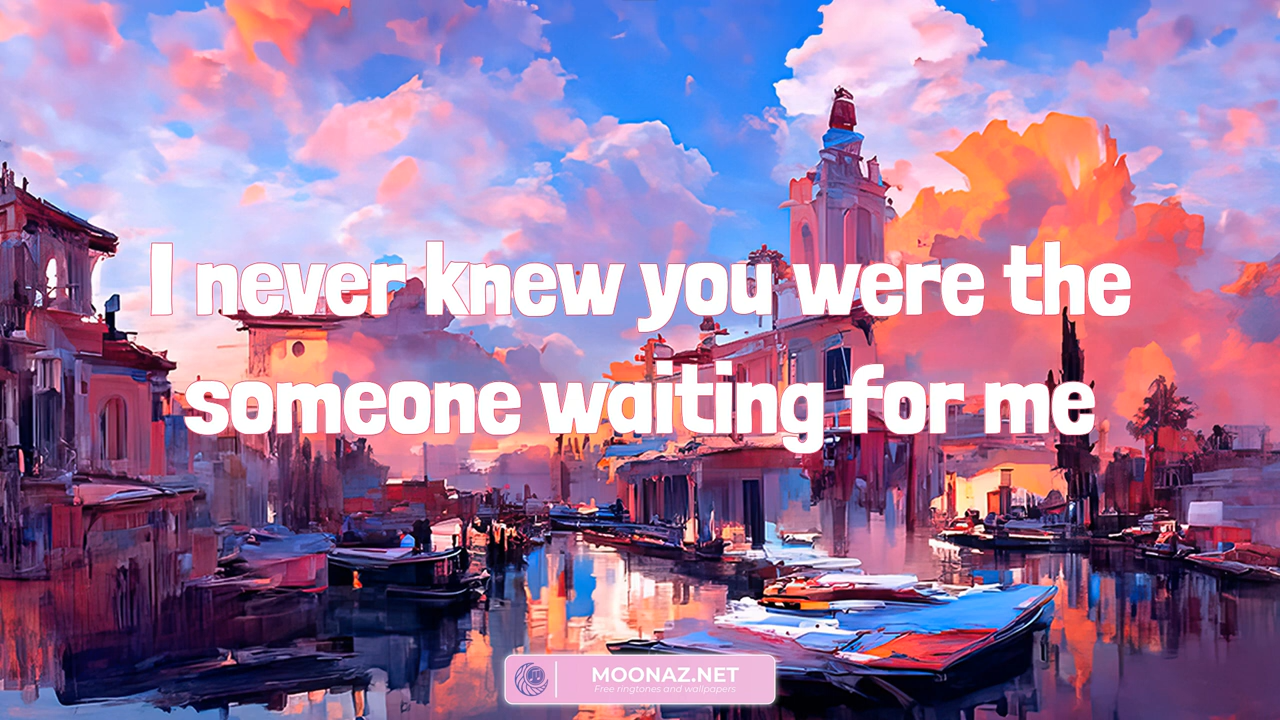 I never knew you were the
someone waiting for me
MOONAZ.NET
Free ringtones and wallpapers